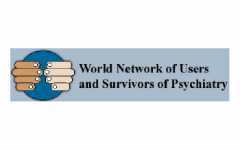 World Network of Users
and Survivors of Psychiatry